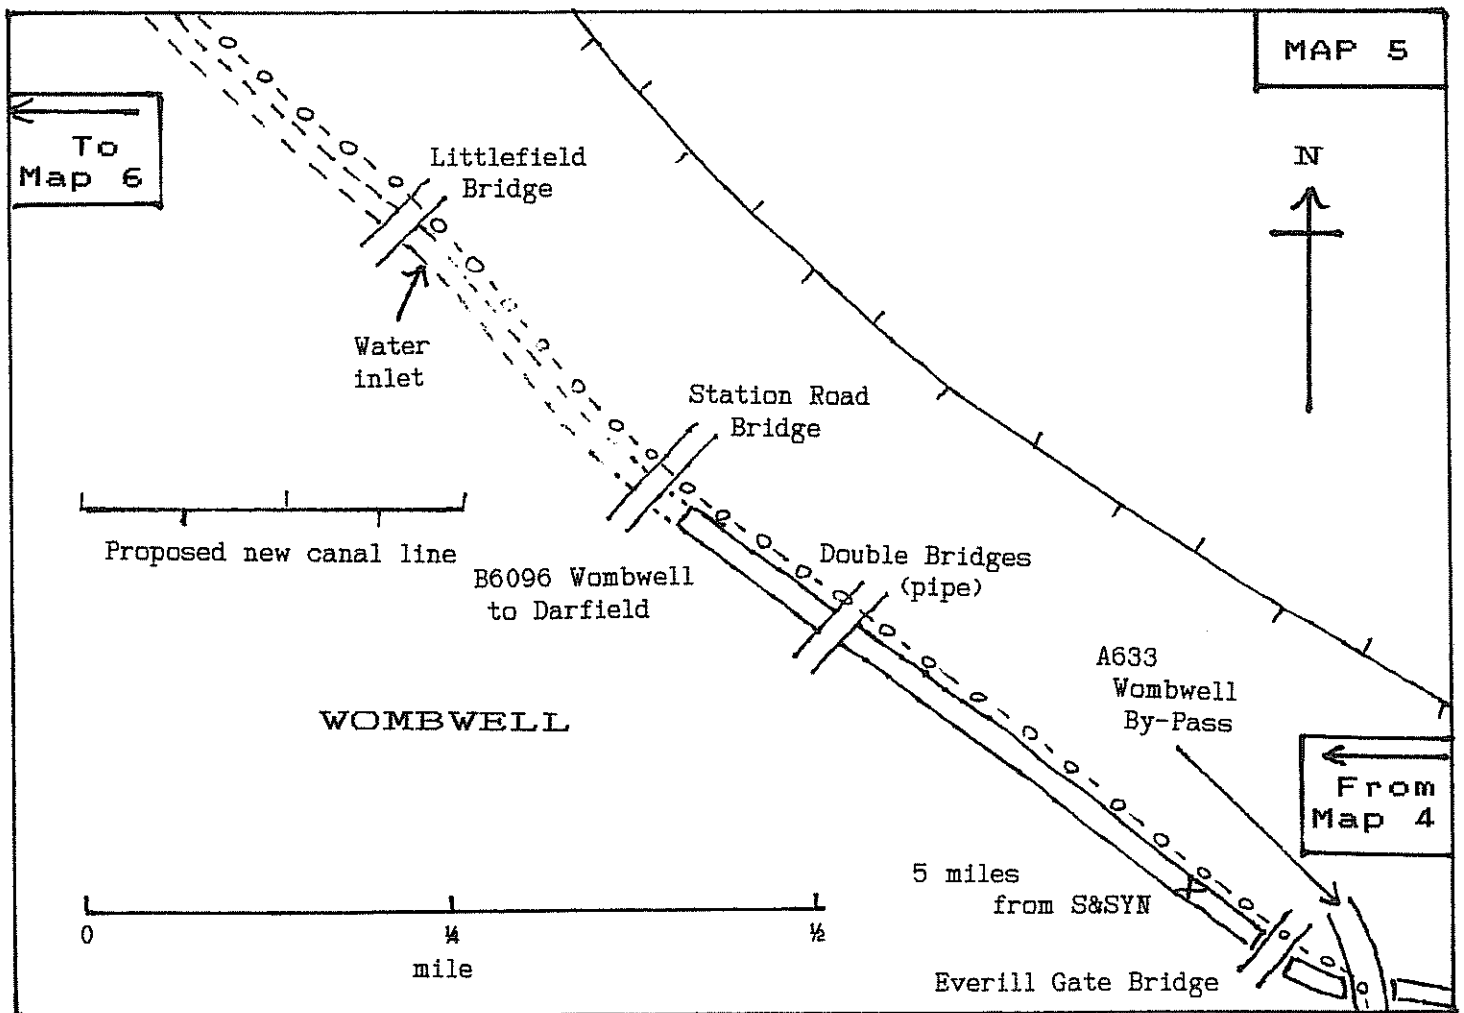 MAP 5
To
Map 6
N
Littlefield
Bridge
Water
inlet
Station Road
Bridge
Proposed new canal line
B6096 Wombwell
to Darfield
Double Bridges
(pipe)
A633
Wombwell
By-Pass
WOMBWELL
From
Map 4
5 miles
from S&SYN
0 ¼ ½
mile
Everill Gate Bridge